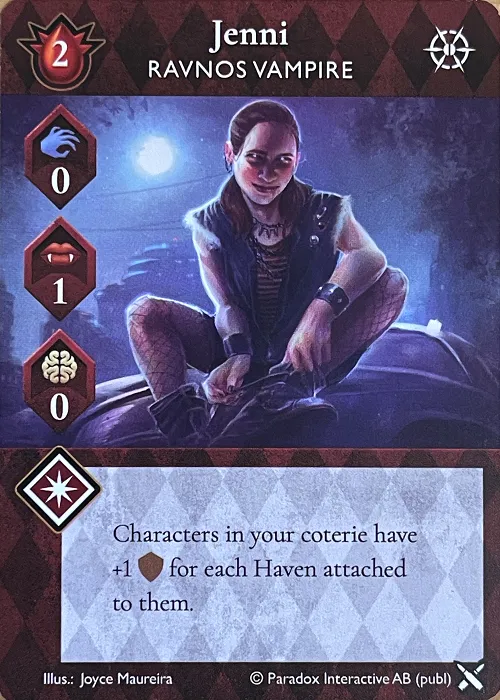 2
Jenni
RAVNOS VAMPIRE
0
1
0
Characters in your coterie have
+1 for each Haven attached
to them.
Illus.: Joyce Maureira
© Paradox Interactive AB (publ)